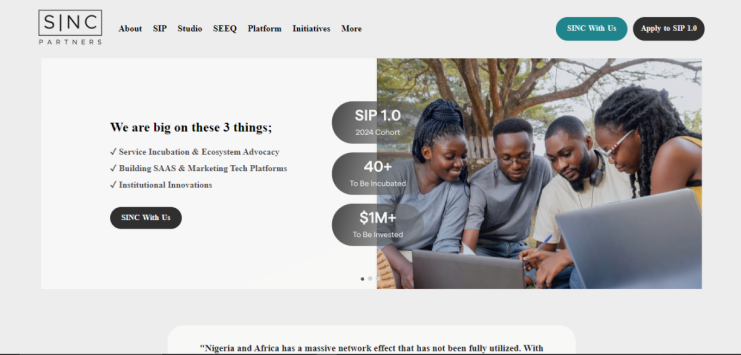 S|NC
PARTNERS
About SIP Studio SEEQ Platform Initiatives More
SINC With Us
Apply to SIP 1.0
We are big on these 3 things;
✓ Service Incubation & Ecosystem Advocacy
✓ Building SAAS & Marketing Tech Platforms
✓ Institutional Innovations
SINC With Us
SIP 1.0
2024 Cohort
40+
To Be Incubated
$1M+
To Be Invested
"Nigeria and Africa has a massive network effect that has not been fully utilized. With